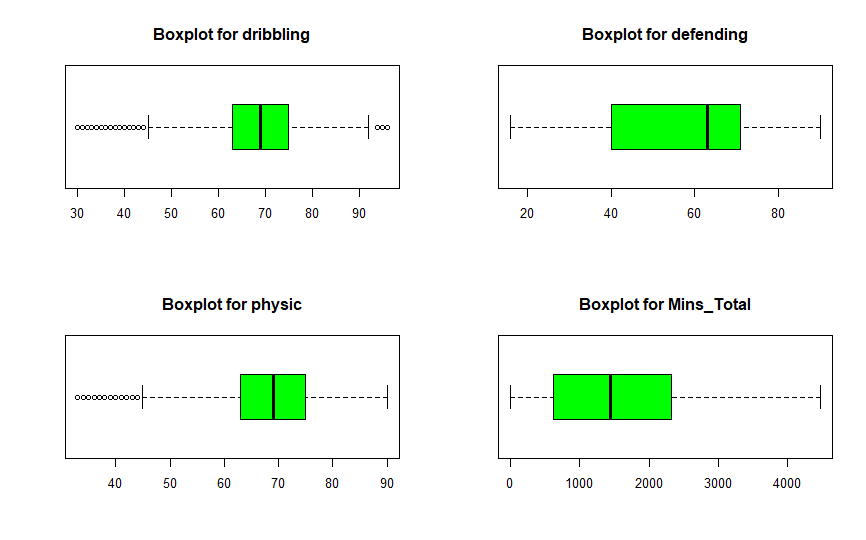 Boxplot for dribbling
30 40 50 60 70 80 90
Boxplot for defending
20 40 60 80
Boxplot for physic
40 50 60 70 80 90
Boxplot for Mins_Total
0 1000 2000 3000 4000